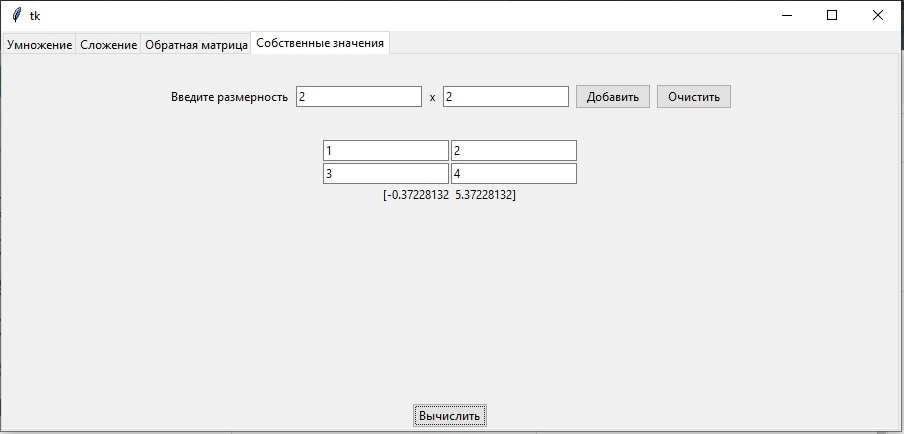 tk
Умножение Сложение Обратная матрица Собственные значения
Введите размерность 2 x 2 Добавить Очистить
1 2
3 4
[-0.37228132 5.37228132]
Вычислить